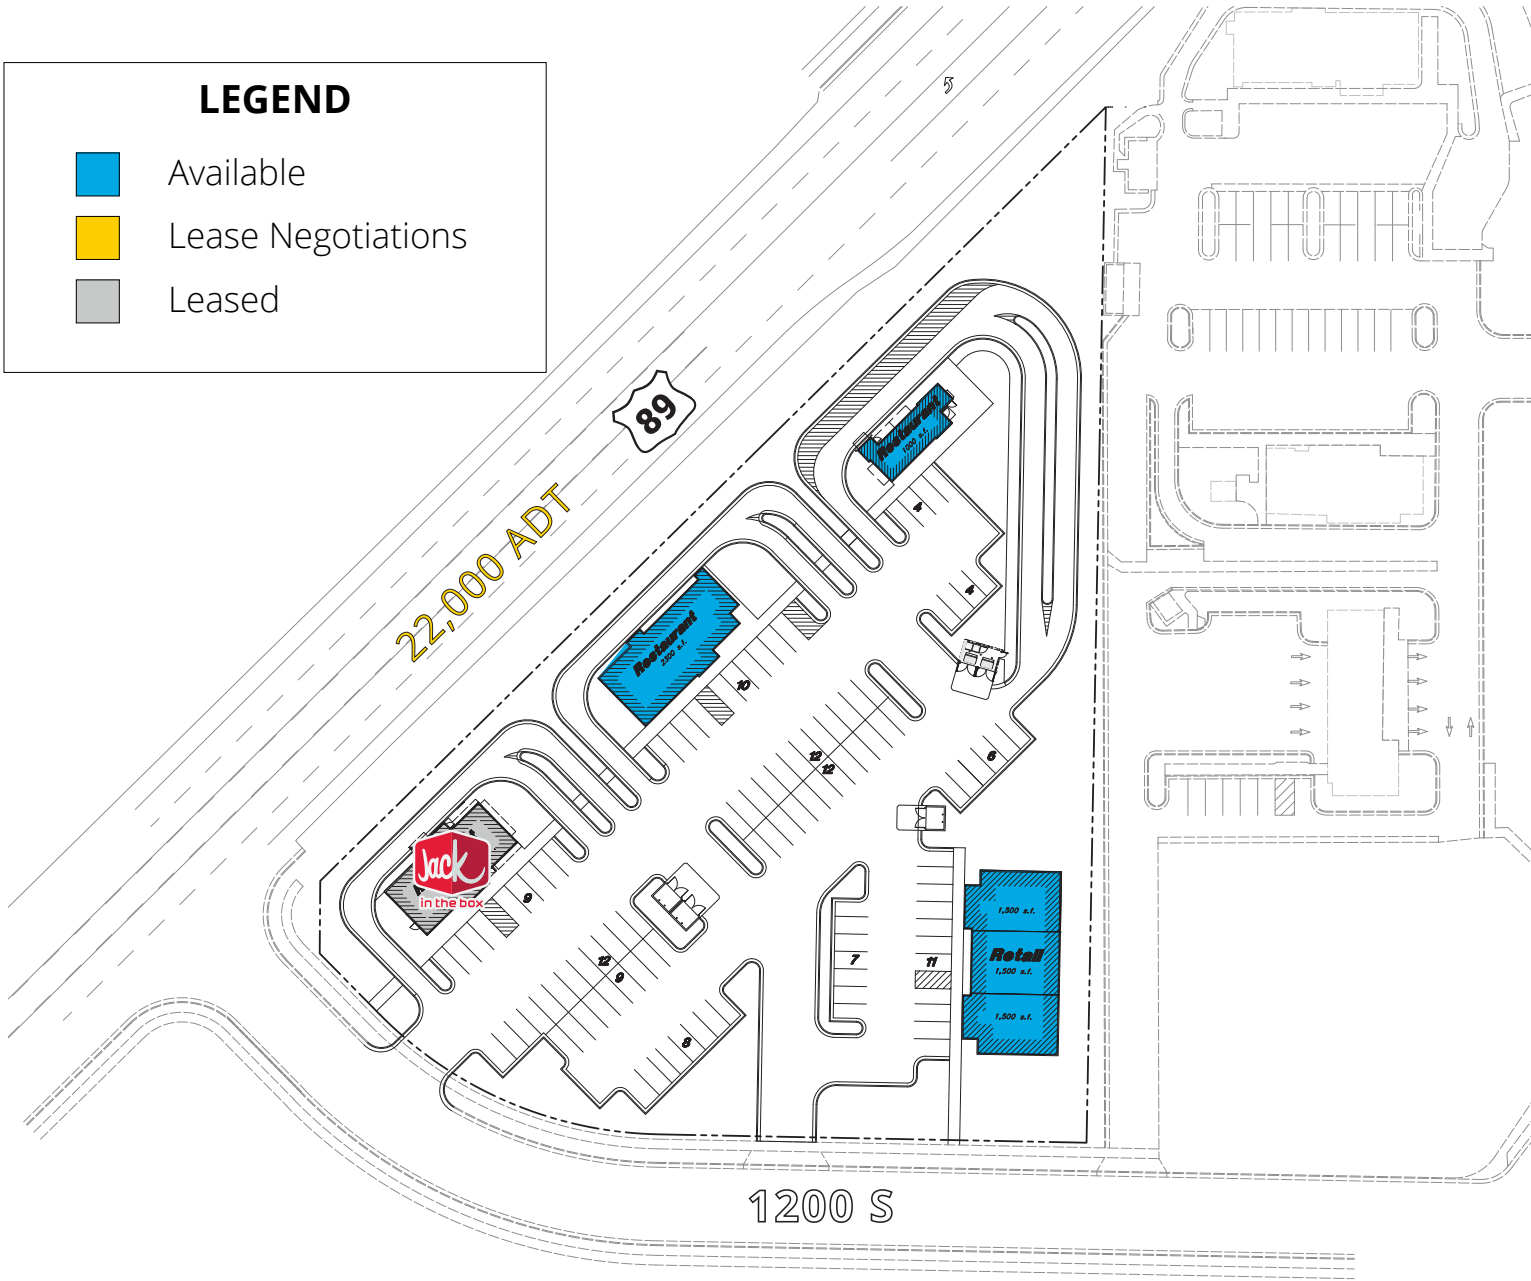 LEGEND
Available
Lease Negotiations
Leased
89
22,000 ADT
Restaurant
1000 s.f.
4
4
Restaurant
2300 s.f.
10
12
12
6
Jack
in the box
9
12
9
8
7
11
1,500 s.f.
Retail
1,500 s.f.
1,500 s.f.
1200 S